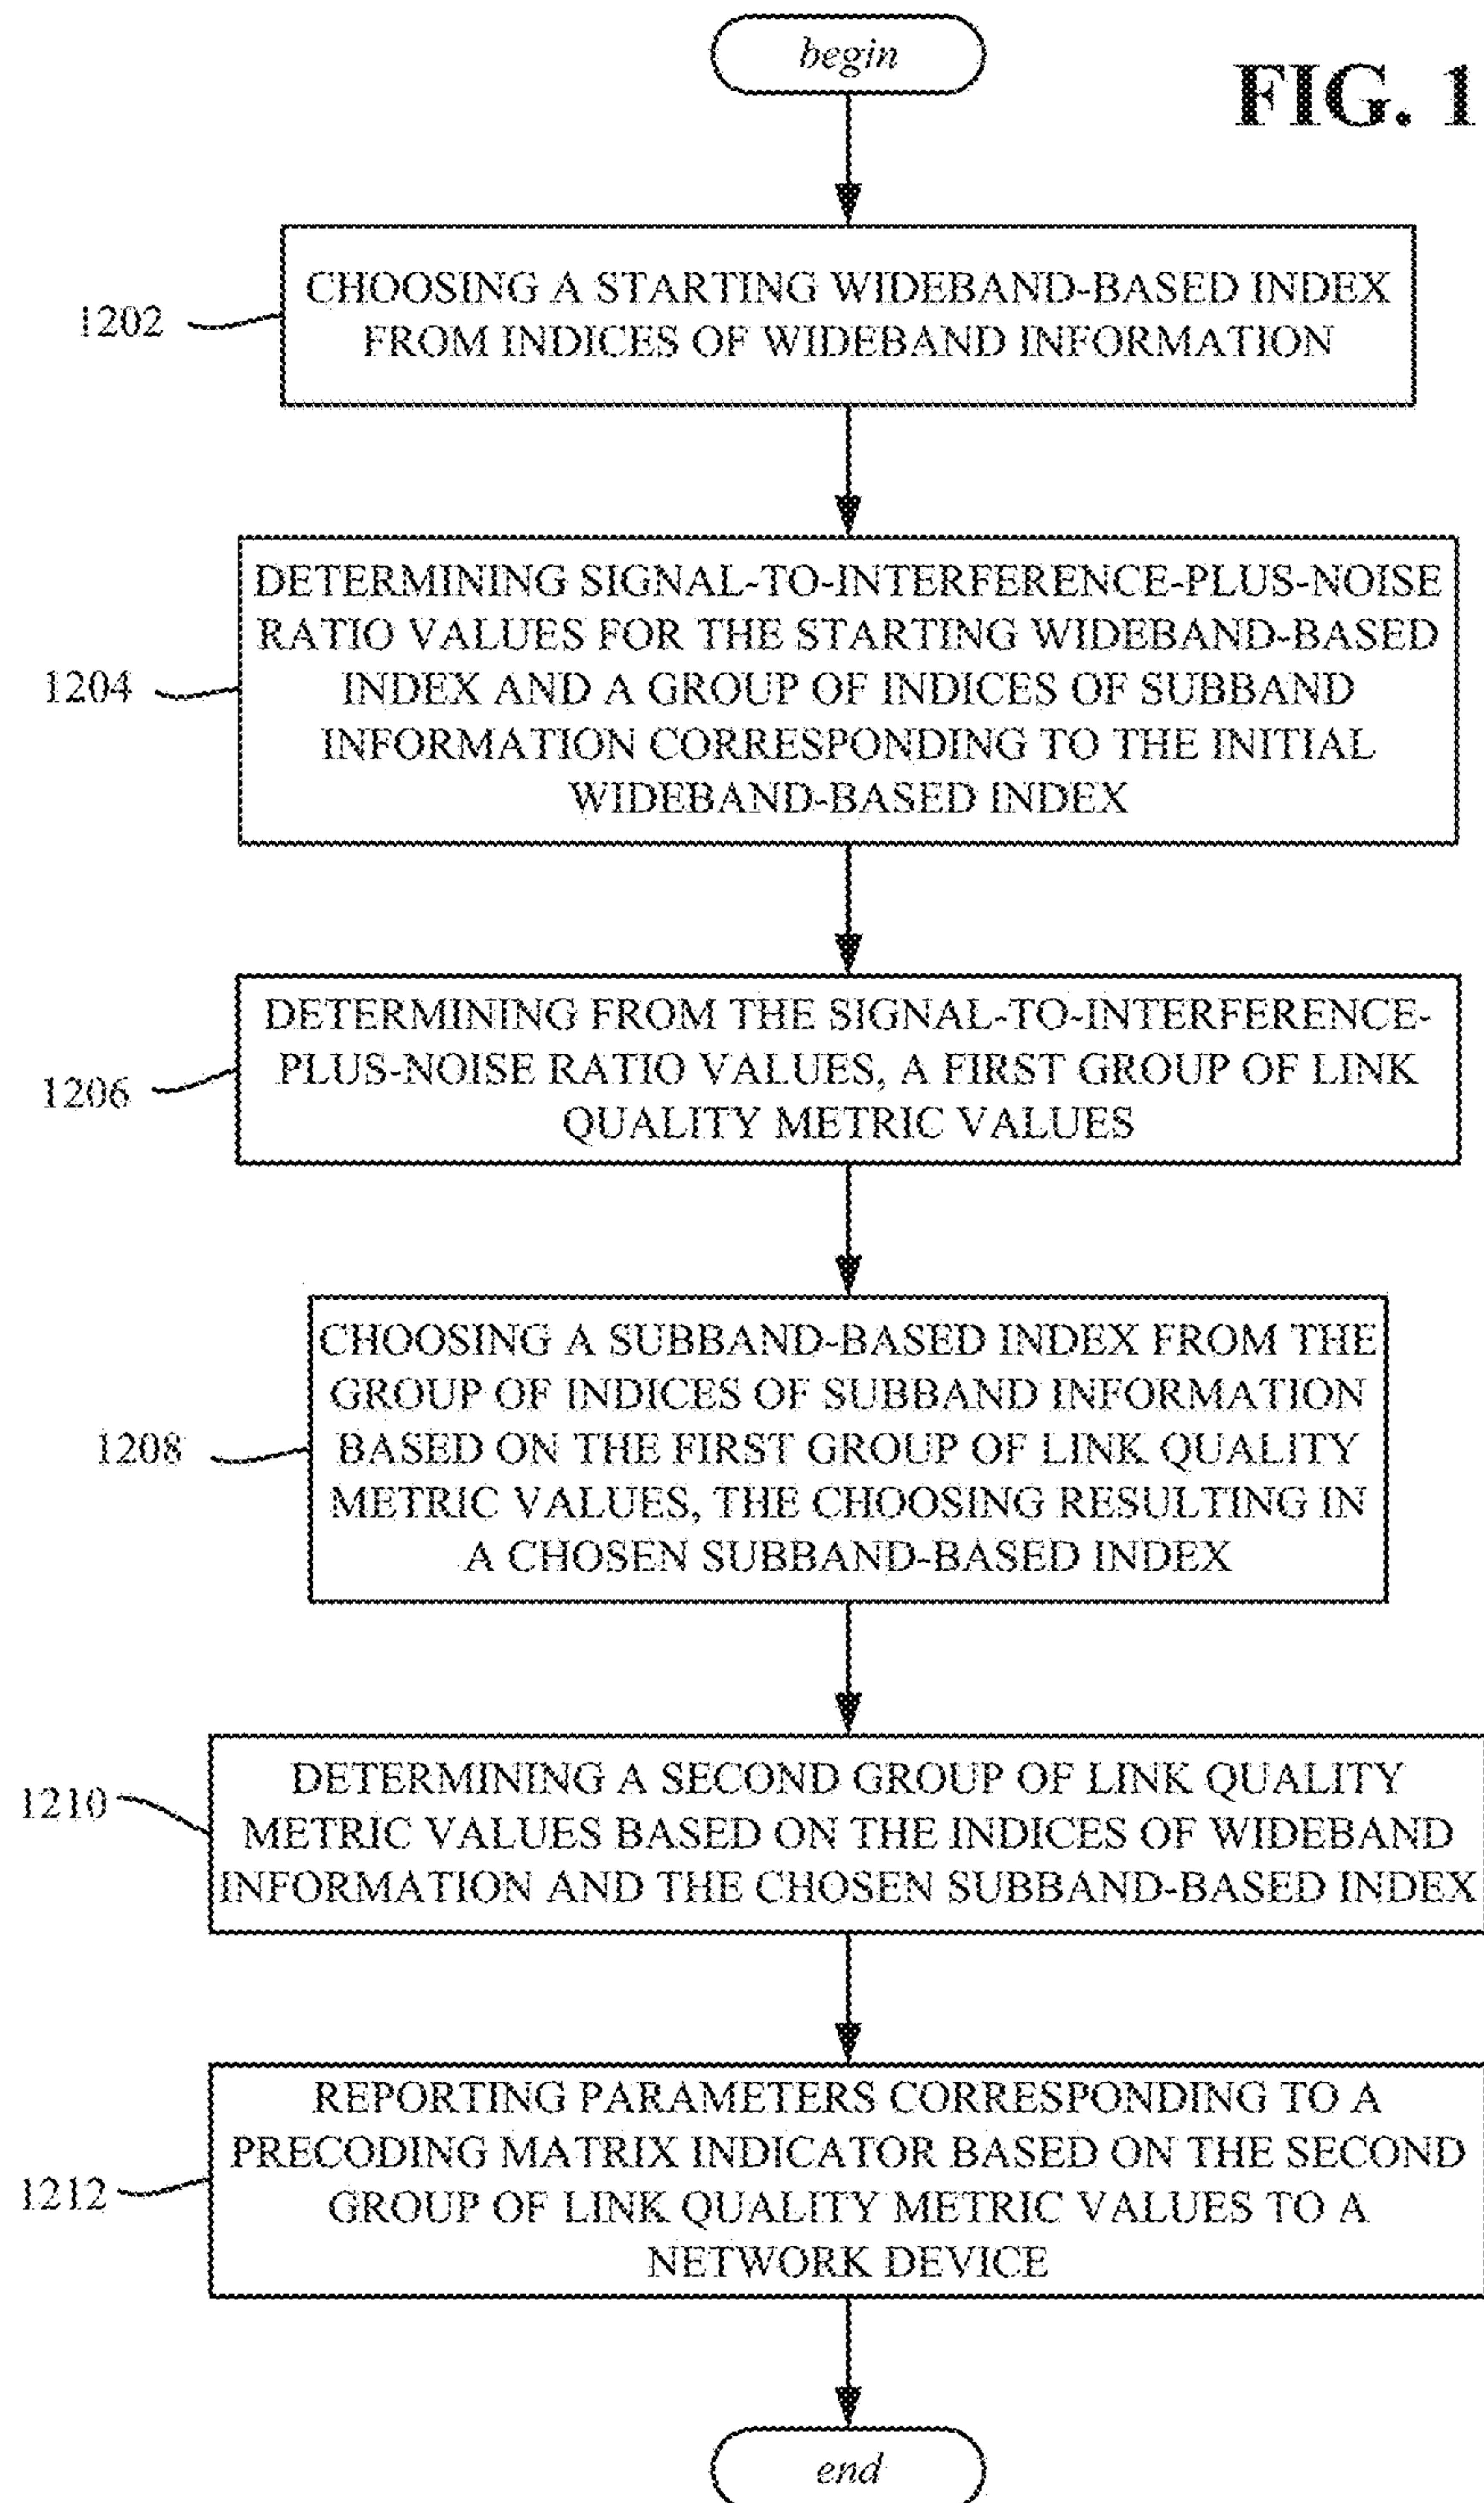 begin
FIG. 1
CHOOSING A STARTING WIDEBAND-BASED INDEX
FROM INDICES OF WIDEBAND INFORMATION
1202
DETERMINING SIGNAL-TO-INTERFERENCE-PLUS-NOISE
RATIO VALUES FOR THE STARTING WIDEBAND-BASED
INDEX AND A GROUP OF INDICES OF SUBBAND
INFORMATION CORRESPONDING TO THE INITIAL
WIDEBAND-BASED INDEX
1204
DETERMINING FROM THE SIGNAL-TO-INTERFERENCE-
PLUS-NOISE RATIO VALUES, A FIRST GROUP OF LINK
QUALITY METRIC VALUES
1206
CHOOSING A SUBBAND-BASED INDEX FROM THE
GROUP OF INDICES OF SUBBAND INFORMATION
BASED ON THE FIRST GROUP OF LINK QUALITY
METRIC VALUES, THE CHOOSING RESULTING IN
A CHOSEN SUBBAND-BASED INDEX
1208
DETERMINING A SECOND GROUP OF LINK QUALITY
METRIC VALUES BASED ON THE INDICES OF WIDEBAND
INFORMATION AND THE CHOSEN SUBBAND-BASED INDEX
1210
REPORTING PARAMETERS CORRESPONDING TO A
PRECODING MATRIX INDICATOR BASED ON THE SECOND
GROUP OF LINK QUALITY METRIC VALUES TO A
NETWORK DEVICE
1212
end